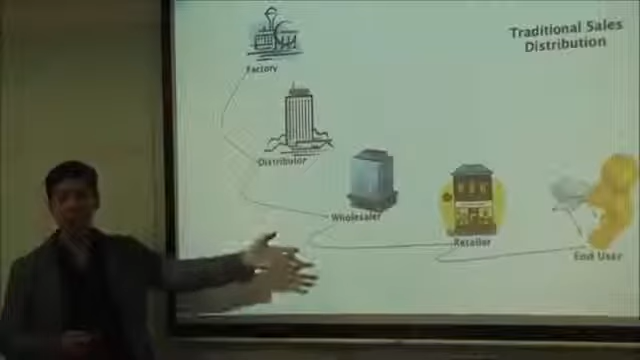 Traditional Sales
Distribution
Factory
Distributor
Wholesaler
Retailer
End User